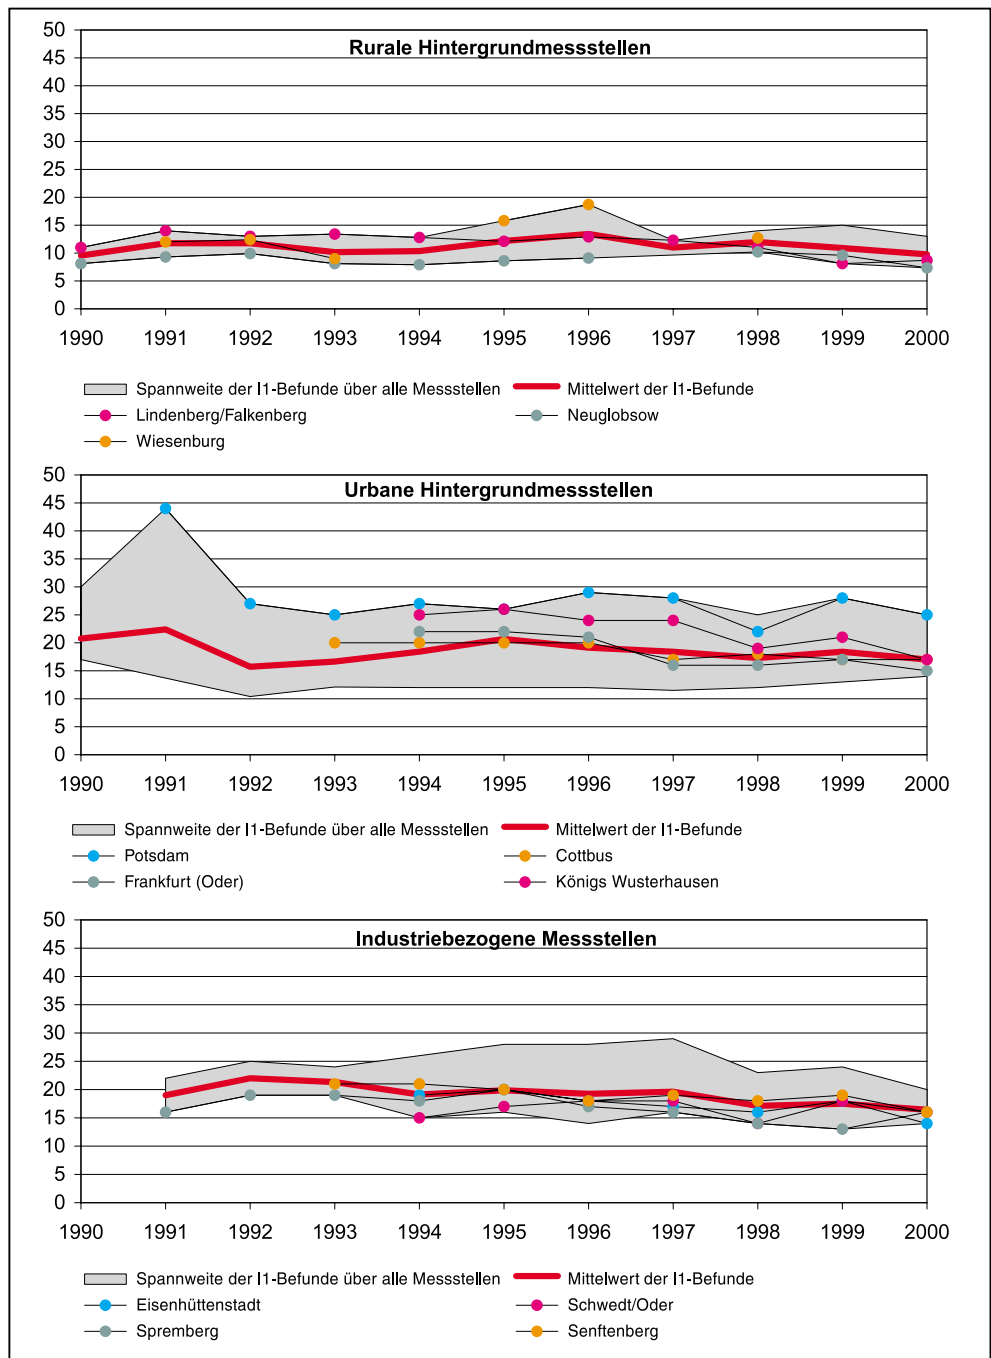 Rurale Hintergrundmessstellen
50
45
40
35
30
25
20
15
10
5
0
1990 1991 1992 1993 1994 1995 1996 1997 1998 1999 2000
Spannweite der I1-Befunde über alle Messstellen Mittelwert der I1-Befunde
Lindenberg/Falkenberg Neuglobsow
Wiesenburg
Urbane Hintergrundmessstellen
50
45
40
35
30
25
20
15
10
5
0
1990 1991 1992 1993 1994 1995 1996 1997 1998 1999 2000
Spannweite der I1-Befunde über alle Messstellen Mittelwert der I1-Befunde
Potsdam Cottbus
Frankfurt (Oder) Königs Wusterhausen
Industriebezogene Messstellen
50
45
40
35
30
25
20
15
10
5
0
1990 1991 1992 1993 1994 1995 1996 1997 1998 1999 2000
Spannweite der I1-Befunde über alle Messstellen Mittelwert der I1-Befunde
Eisenhüttenstadt Schwedt/Oder
Spremberg Senftenberg